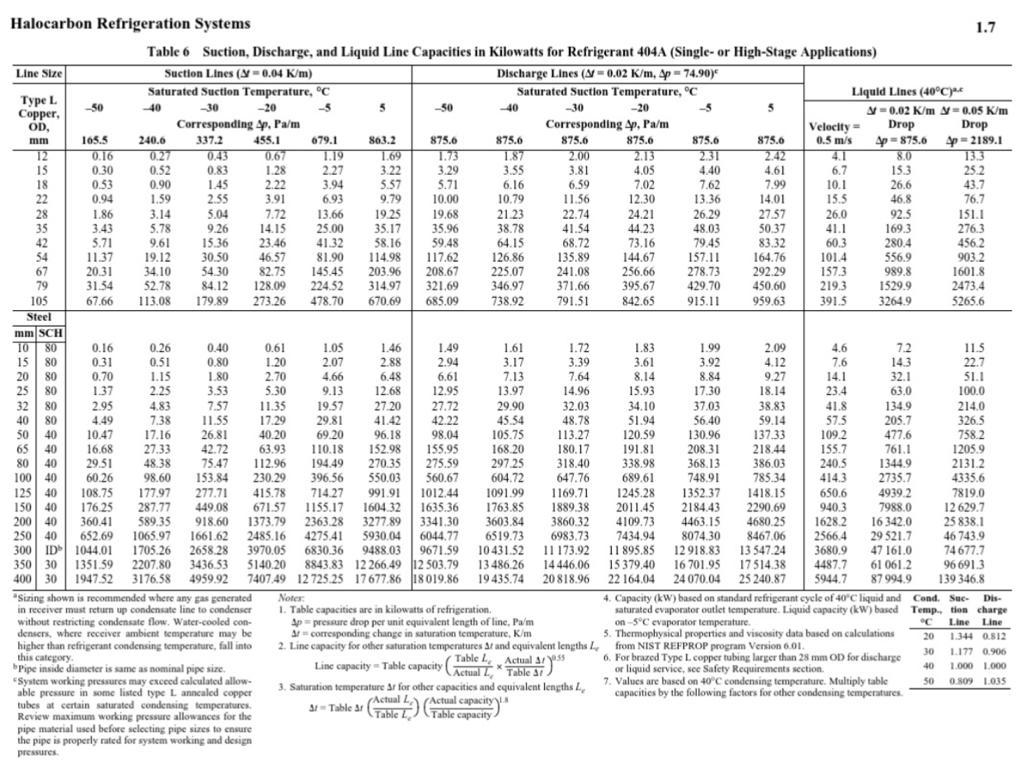 Halocarbon Refrigeration Systems 1.7
Table 6 Suction, Discharge, and Liquid Line Capacities in Kilowatts for Refrigerant 404A (Single- or High-Stage Applications)
Line Size Suction Lines (Δt = 0.04 K/m) Discharge Lines (Δt = 0.02 K/m, Δp = 74.90)ᶜ
Type L Copper, OD, mm Saturated Suction Temperature, °C Saturated Suction Temperature, °C Liquid Lines (40°C)ᵃ·ᶜ
-50 -40 -30 -20 -5 5 -50 -40 -30 -20 -5 5 Velocity = 0.5 m/s Δt = 0.02 K/m Drop Δp = 875.6 Δt = 0.05 K/m Drop Δp = 2189.1
Corresponding Δp, Pa/m Corresponding Δp, Pa/m
165.5 240.6 337.2 455.1 679.1 863.2 875.6 875.6 875.6 875.6 875.6 875.6
12 0.16 0.27 0.43 0.67 1.19 1.69 1.73 1.87 2.00 2.13 2.31 2.42 4.1 8.0 13.3
15 0.30 0.52 0.83 1.28 2.27 3.22 3.29 3.55 3.81 4.05 4.40 4.61 6.7 15.3 25.2
18 0.53 0.90 1.45 2.22 3.94 5.57 5.71 6.16 6.59 7.02 7.62 7.99 10.1 26.6 43.7
22 0.94 1.59 2.55 3.91 6.93 9.79 10.00 10.79 11.56 12.30 13.36 14.01 15.5 46.8 76.7
28 1.86 3.14 5.04 7.72 13.66 19.25 19.68 21.23 22.74 24.21 26.29 27.57 26.0 92.5 151.1
35 3.43 5.78 9.26 14.15 25.00 35.17 35.96 38.78 41.54 44.23 48.03 50.37 41.1 169.3 276.3
42 5.71 9.61 15.36 23.46 41.32 58.16 59.48 64.15 68.72 73.16 79.45 83.32 60.3 280.4 456.2
54 11.37 19.12 30.50 46.57 81.90 114.98 117.62 126.86 135.89 144.67 157.11 164.76 101.4 556.9 903.2
67 20.31 34.10 54.30 82.75 145.45 203.96 208.67 225.07 241.08 256.66 278.73 292.29 157.3 989.8 1601.8
79 31.54 52.78 84.12 128.09 224.52 314.97 321.69 346.97 371.66 395.67 429.70 450.60 219.3 1529.9 2473.4
105 67.66 113.08 179.89 273.26 478.70 670.69 685.09 738.92 791.51 842.65 915.11 959.63 391.5 3264.9 5265.6
Steel
mm SCH
10 80 0.16 0.26 0.40 0.61 1.05 1.46 1.49 1.61 1.72 1.83 1.99 2.09 4.6 7.2 11.5
15 80 0.31 0.51 0.80 1.20 2.07 2.88 2.94 3.17 3.39 3.61 3.92 4.12 7.6 14.3 22.7
20 80 0.70 1.15 1.80 2.70 4.66 6.48 6.61 7.13 7.64 8.14 8.84 9.27 14.1 32.1 51.1
25 80 1.37 2.25 3.53 5.30 9.13 12.68 12.95 13.97 14.96 15.93 17.30 18.14 23.4 63.0 100.0
32 80 2.95 4.83 7.57 11.35 19.57 27.20 27.72 29.90 32.03 34.10 37.03 38.83 41.8 134.9 214.0
40 80 4.49 7.38 11.55 17.29 29.81 41.42 42.22 45.54 48.78 51.94 56.40 59.14 57.5 205.7 326.5
50 40 10.47 17.16 26.81 40.20 69.20 96.18 98.04 105.75 113.27 120.59 130.96 137.33 109.2 477.6 758.2
65 40 16.68 27.33 42.72 63.93 110.18 152.98 155.95 168.20 180.17 191.81 208.31 218.44 155.7 761.1 1205.9
80 40 29.51 48.38 75.47 112.96 194.49 270.35 275.59 297.25 318.40 338.98 368.13 386.03 240.5 1344.9 2131.2
100 40 60.26 98.60 153.84 230.29 396.56 550.03 560.67 604.72 647.76 689.61 748.91 785.34 414.3 2735.7 4335.6
125 40 108.75 177.97 277.71 415.78 714.27 991.91 1012.44 1091.99 1169.71 1245.28 1352.37 1418.15 650.6 4939.2 7819.0
150 40 176.25 287.77 449.08 671.57 1155.17 1604.32 1635.36 1763.85 1889.38 2011.45 2184.43 2290.69 940.3 7988.0 12 629.7
200 40 360.41 589.35 918.60 1373.79 2363.28 3277.89 3341.30 3603.84 3860.32 4109.73 4463.15 4680.25 1628.2 16 342.0 25 838.1
250 40 652.69 1065.97 1661.62 2485.16 4275.41 5930.04 6044.77 6519.73 6983.73 7434.94 8074.30 8467.06 2566.4 29 521.7 46 743.9
300 IDᵇ 1044.01 1705.26 2658.28 3970.05 6830.36 9488.03 9671.59 10 431.52 11 173.92 11 895.85 12 918.83 13 547.24 3680.9 47 161.0 74 677.7
350 30 1351.59 2207.80 3436.53 5140.20 8843.83 12 266.49 12 503.79 13 486.26 14 446.06 15 379.40 16 701.95 17 514.38 4487.7 61 061.2 96 691.3
400 30 1947.52 3176.58 4959.92 7407.49 12 725.25 17 677.86 18 019.86 19 435.74 20 818.96 22 164.04 24 070.04 25 240.87 5944.7 87 994.9 139 346.8
ᵃSizing shown is recommended where any gas generated
in receiver must return up condensate line to condenser
without restricting condensate flow. Water-cooled con-
densers, where receiver ambient temperature may be
higher than refrigerant condensing temperature, fall into
this category.
ᵇPipe inside diameter is same as nominal pipe size.
ᶜSystem working pressures may exceed calculated allow-
able pressure in some listed type L annealed copper
tubes at certain saturated condensing temperatures.
Review maximum working pressure allowances for the
pipe material used before selecting pipe sizes to ensure
the pipe is properly rated for system working and design
pressures.
Notes:
1. Table capacities are in kilowatts of refrigeration.
Δp = pressure drop per unit equivalent length of line, Pa/m
Δt = corresponding change in saturation temperature, K/m
2. Line capacity for other saturation temperatures Δt and equivalent lengths Lₑ
Line capacity = Table capacity (Table Lₑ / Actual Lₑ × Actual Δt / Table Δt)^0.55
3. Saturation temperature Δt for other capacities and equivalent lengths Lₑ
Δt = Table Δt (Actual Lₑ / Table Lₑ) (Actual capacity / Table capacity)^1.8
4. Capacity (kW) based on standard refrigerant cycle of 40°C liquid and
saturated evaporator outlet temperature. Liquid capacity (kW) based
on -5°C evaporator temperature.
5. Thermophysical properties and viscosity data based on calculations
from NIST REFPROP program Version 6.01.
6. For brazed Type L copper tubing larger than 28 mm OD for discharge
or liquid service, see Safety Requirements section.
7. Values are based on 40°C condensing temperature. Multiply table
capacities by the following factors for other condensing temperatures.
Cond. Temp., °C Suction Line Discharge Line
20 1.344 0.812
30 1.177 0.906
40 1.000 1.000
50 0.809 1.035